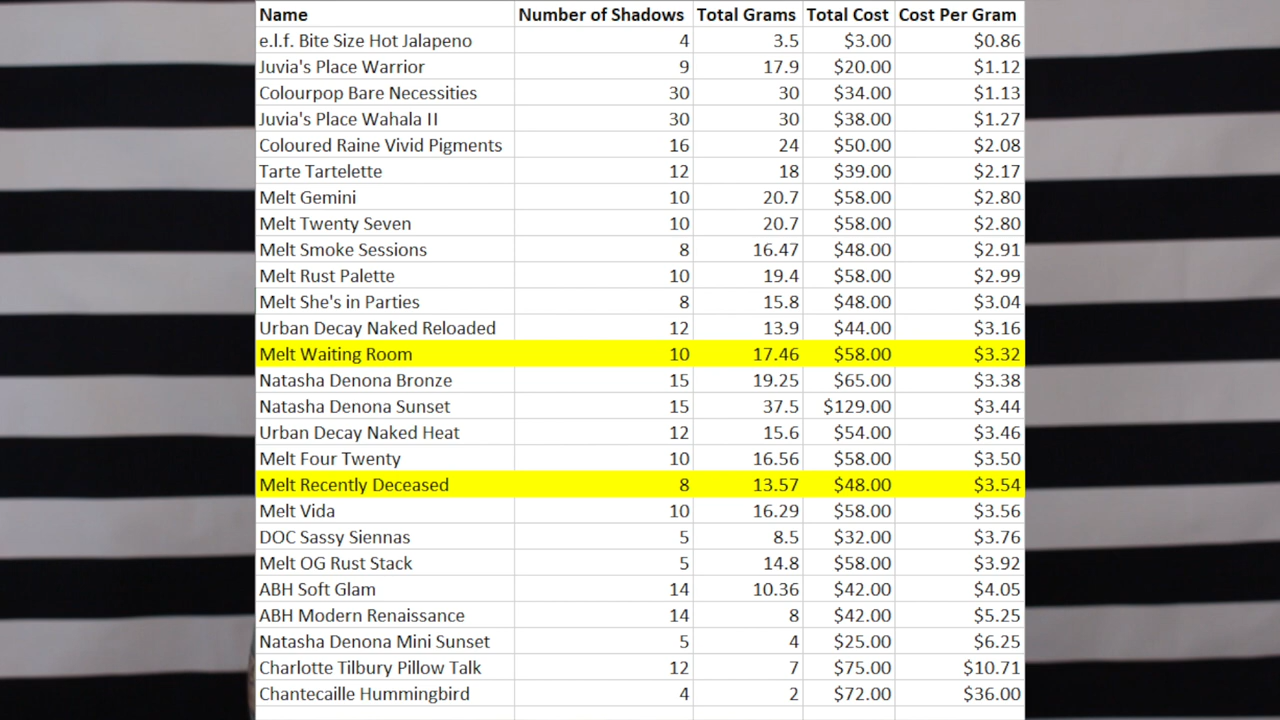 Name Number of Shadows Total Grams Total Cost Cost Per Gram
e.l.f. Bite Size Hot Jalapeno 4 3.5 $3.00 $0.86
Juvia's Place Warrior 9 17.9 $20.00 $1.12
Colourpop Bare Necessities 30 30 $34.00 $1.13
Juvia's Place Wahala II 30 30 $38.00 $1.27
Coloured Raine Vivid Pigments 16 24 $50.00 $2.08
Tarte Tartelette 12 18 $39.00 $2.17
Melt Gemini 10 20.7 $58.00 $2.80
Melt Twenty Seven 10 20.7 $58.00 $2.80
Melt Smoke Sessions 8 16.47 $48.00 $2.91
Melt Rust Palette 10 19.4 $58.00 $2.99
Melt She's in Parties 8 15.8 $48.00 $3.04
Urban Decay Naked Reloaded 12 13.9 $44.00 $3.16
Melt Waiting Room 10 17.46 $58.00 $3.32
Natasha Denona Bronze 15 19.25 $65.00 $3.38
Natasha Denona Sunset 15 37.5 $129.00 $3.44
Urban Decay Naked Heat 12 15.6 $54.00 $3.46
Melt Four Twenty 10 16.56 $58.00 $3.50
Melt Recently Deceased 8 13.57 $48.00 $3.54
Melt Vida 10 16.29 $58.00 $3.56
DOC Sassy Siennas 5 8.5 $32.00 $3.76
Melt OG Rust Stack 5 14.8 $58.00 $3.92
ABH Soft Glam 14 10.36 $42.00 $4.05
ABH Modern Renaissance 14 8 $42.00 $5.25
Natasha Denona Mini Sunset 5 4 $25.00 $6.25
Charlotte Tilbury Pillow Talk 12 7 $75.00 $10.71
Chantecaille Hummingbird 4 2 $72.00 $36.00